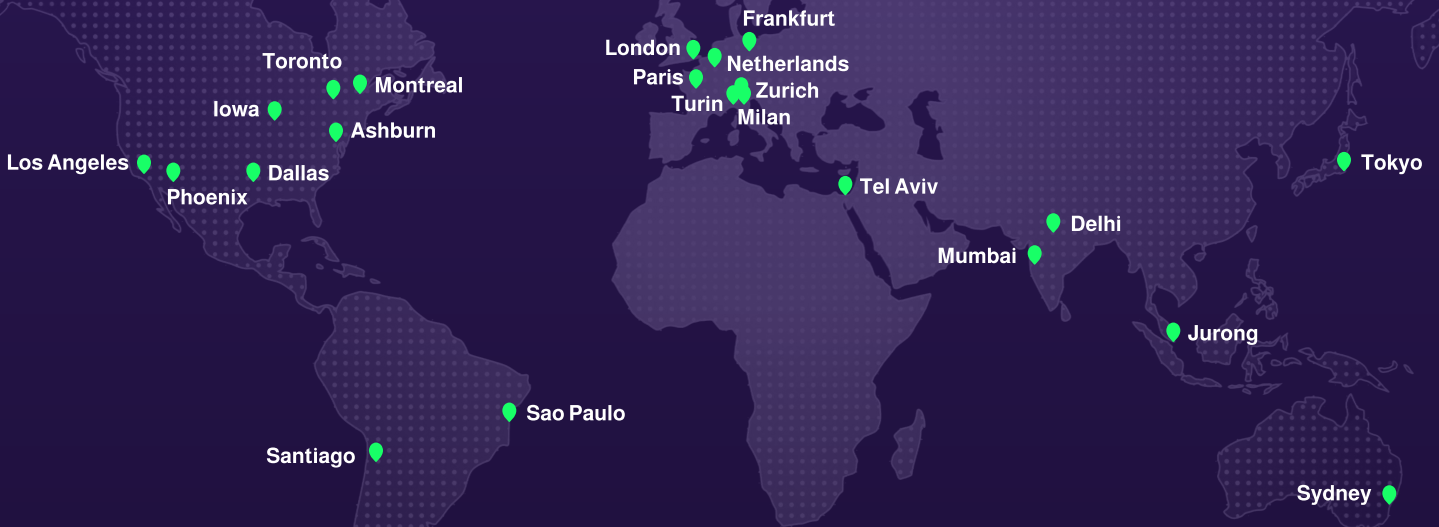 Frankfurt
London
Toronto
Netherlands
Paris
Montreal
Zurich
Turin
Iowa
Milan
Ashburn
Los Angeles
Tokyo
Dallas
Tel Aviv
Phoenix
Delhi
Mumbai
Jurong
Sao Paulo
Santiago
Sydney